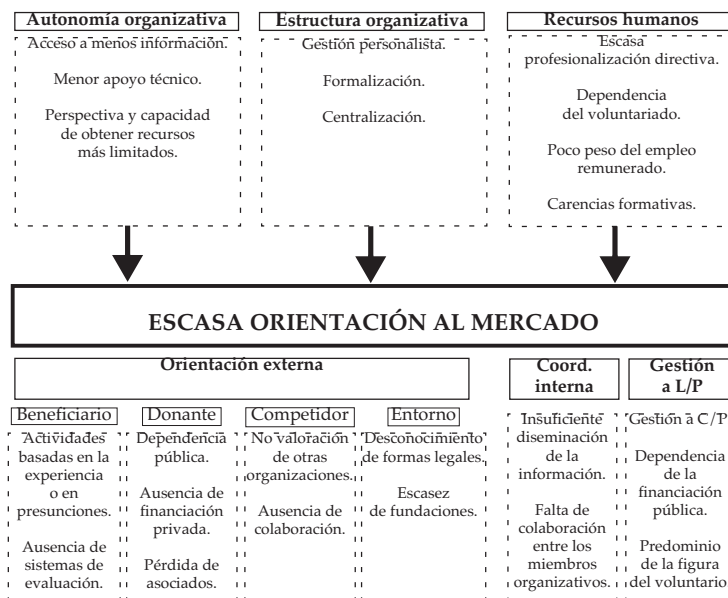 Autonomía organizativa
Acceso a menos información.
Menor apoyo técnico.
Perspectiva y capacidad
de obtener recursos
más limitados.
Estructura organizativa
Gestión personalista.
Formalización.
Centralización.
Recursos humanos
Escasa
profesionalización directiva.
Dependencia
del voluntariado.
Poco peso del empleo
remunerado.
Carencias formativas.
ESCASA ORIENTACIÓN AL MERCADO
Orientación externa
Beneficiario
Actividades
basadas en la
experiencia
o en
presunciones.
Ausencia de
sistemas de
evaluación.
Donante
Dependencia
pública.
Ausencia de
financiación
privada.
Pérdida de
asociados.
Competidor
No valoración
de otras
organizaciones.
Ausencia de
colaboración.
Entorno
Desconocimiento
de formas legales.
Escasez
de fundaciones.
Coord.
interna
Insuficiente
diseminación
de la
información.
Falta de
colaboración
entre los
miembros
organizativos.
Gestión
a L/P
Gestión a C/P
Dependencia
de la
financiación
pública.
Predominio
de la figura
del voluntario